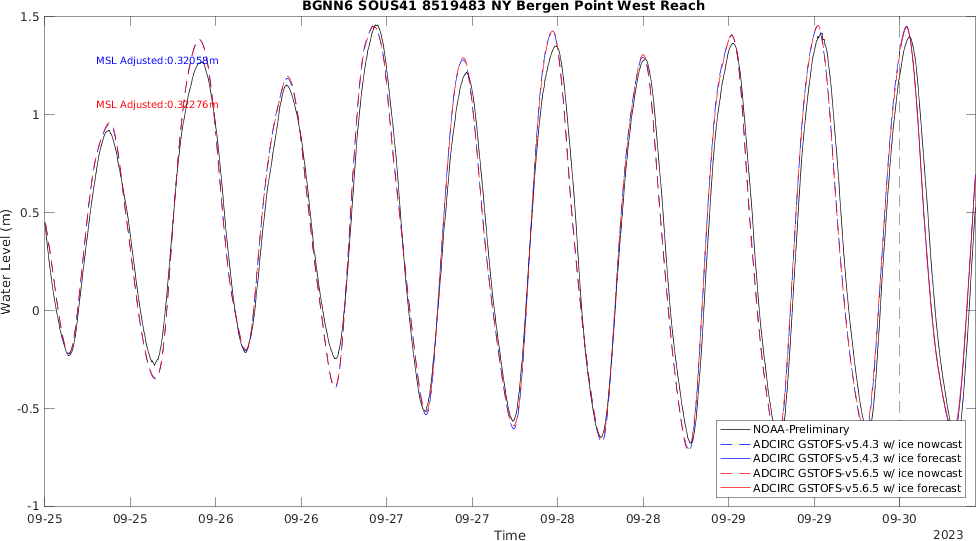 BGNN6 SOUS41 8519483 NY Bergen Point West Reach
1.5
MSL Adjusted:0.32058m
MSL Adjusted:0.32276m
1
0.5
Water Level (m)
0
-0.5
-1
NOAA-Preliminary
ADCIRC GSTOFS-v5.4.3 w/ ice nowcast
ADCIRC GSTOFS-v5.4.3 w/ ice forecast
ADCIRC GSTOFS-v5.6.5 w/ ice nowcast
ADCIRC GSTOFS-v5.6.5 w/ ice forecast
09-25 09-25 09-26 09-26 09-27 09-27 09-28 09-28 09-29 09-29 09-30
Time
2023